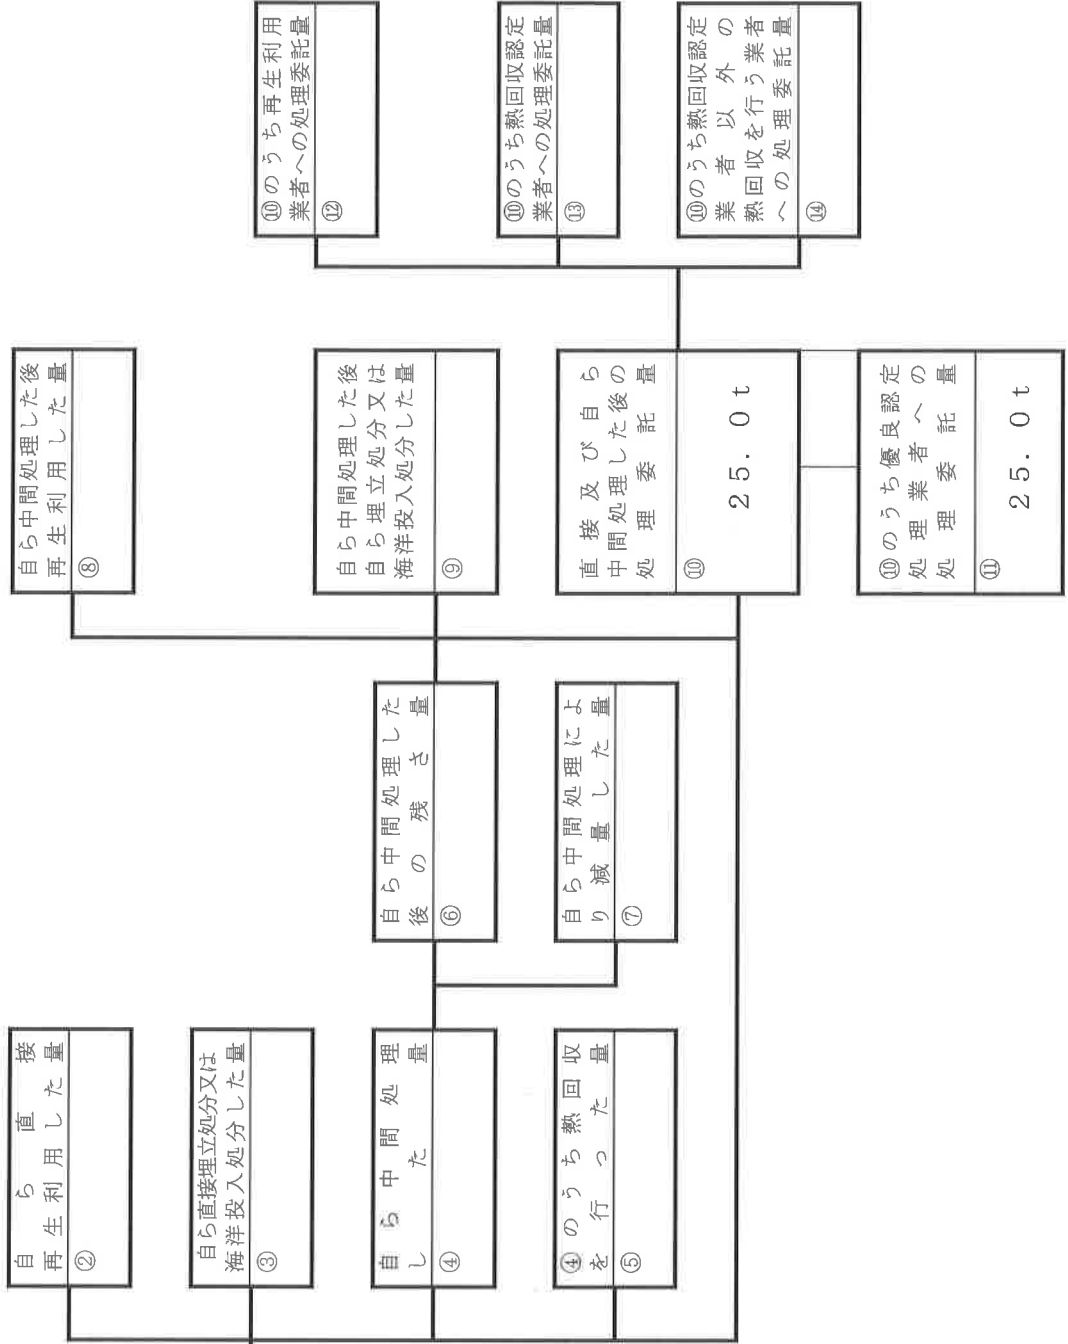 自ら直接
再生利用した量
②
自ら直接埋立処分又は
海洋投入処分した量
③
自ら中間処理
した量
④
④のうち熱回収
を行った量
⑤
自ら中間処理した
後の残さ量
⑥
自ら中間処理によ
り減量した量
⑦
自ら中間処理した後
再生利用した量
⑧
自ら中間処理した後
自ら埋立処分又は
海洋投入処分した量
⑨
直接及び自ら
中間処理した後の
処理委託量
⑩
25.0t
⑩のうち優良認定
処理業者への
処理委託量
⑪
25.0t
⑩のうち再生利用
業者への処理委託量
⑫
⑩のうち熱回収認定
業者への処理委託量
⑬
⑩のうち熱回収認定
業者以外の
熱回収を行う業者
への処理委託量
⑭